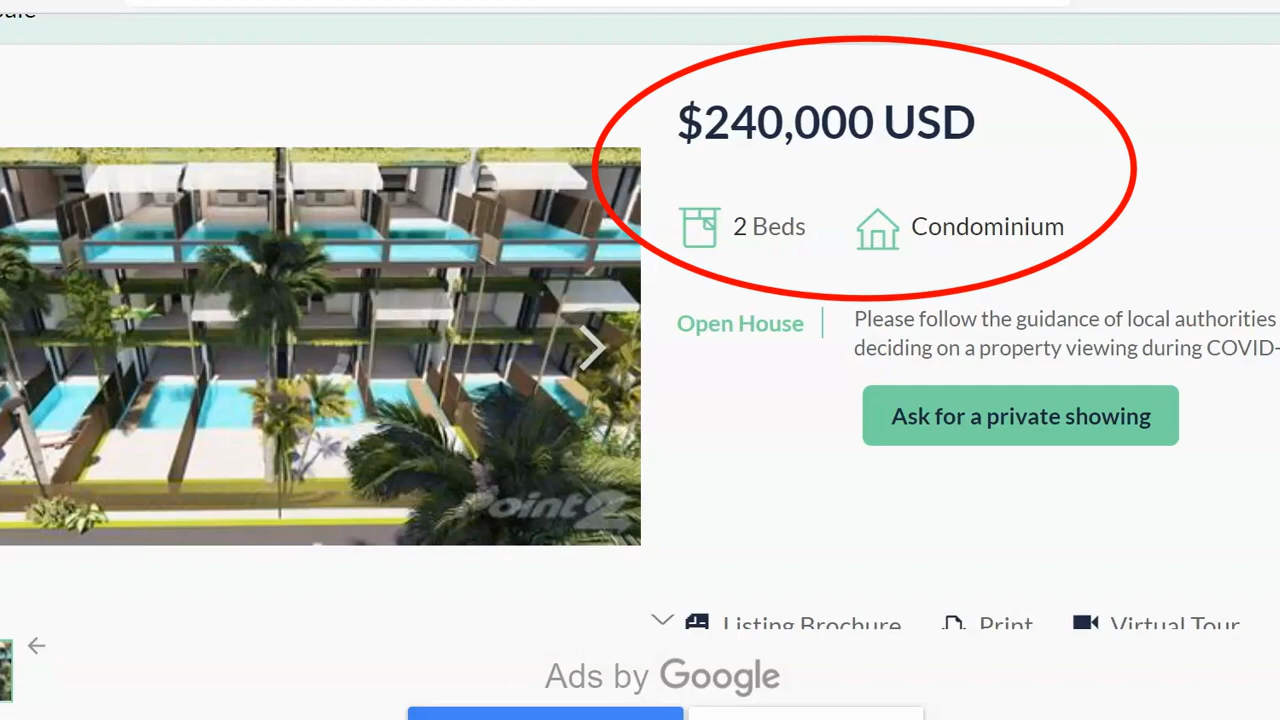 $240,000 USD
2 Beds
Condominium
Open House
Please follow the guidance of local authorities
deciding on a property viewing during COVID-
Ask for a private showing
Point2
Listing Brochure
Print
Virtual Tour
Ads by Google